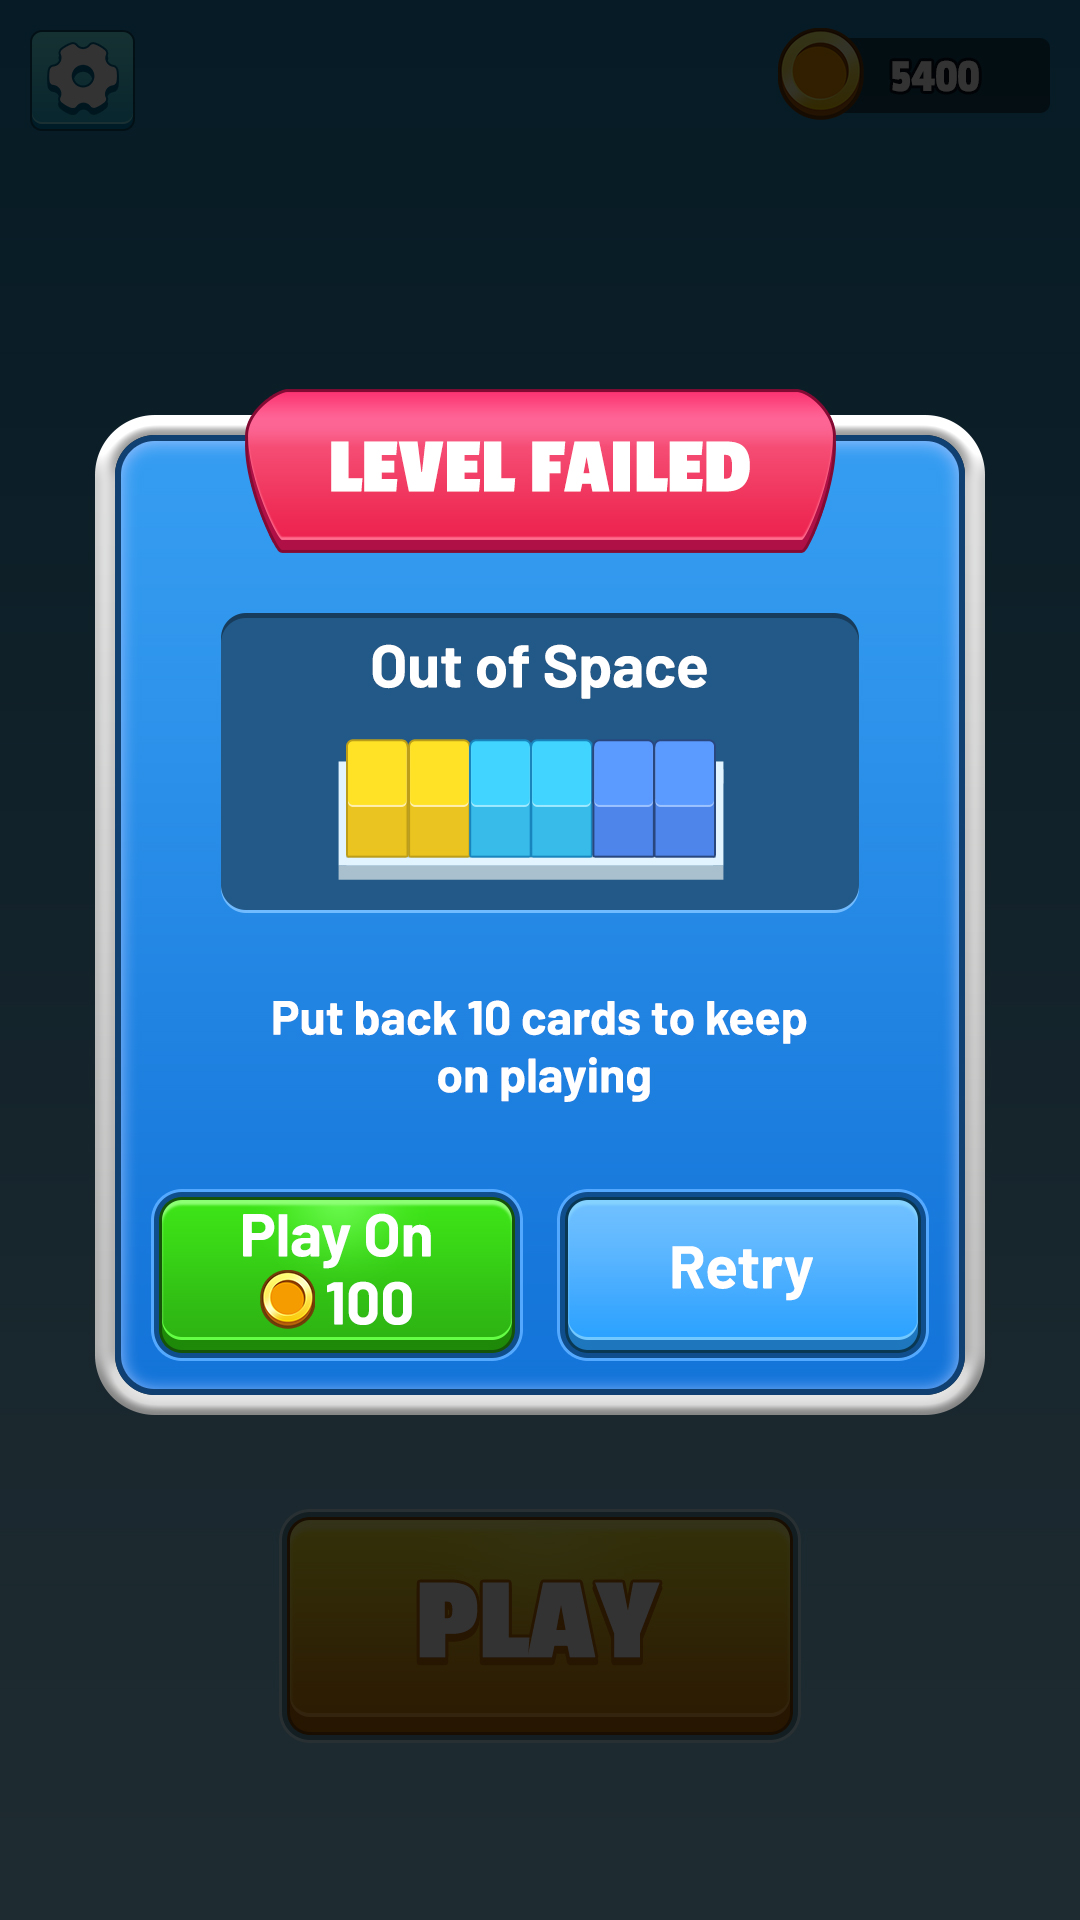 5400
LEVEL FAILED
Out of Space
Put back 10 cards to keep
on playing
Play On
100
Retry
PLAY